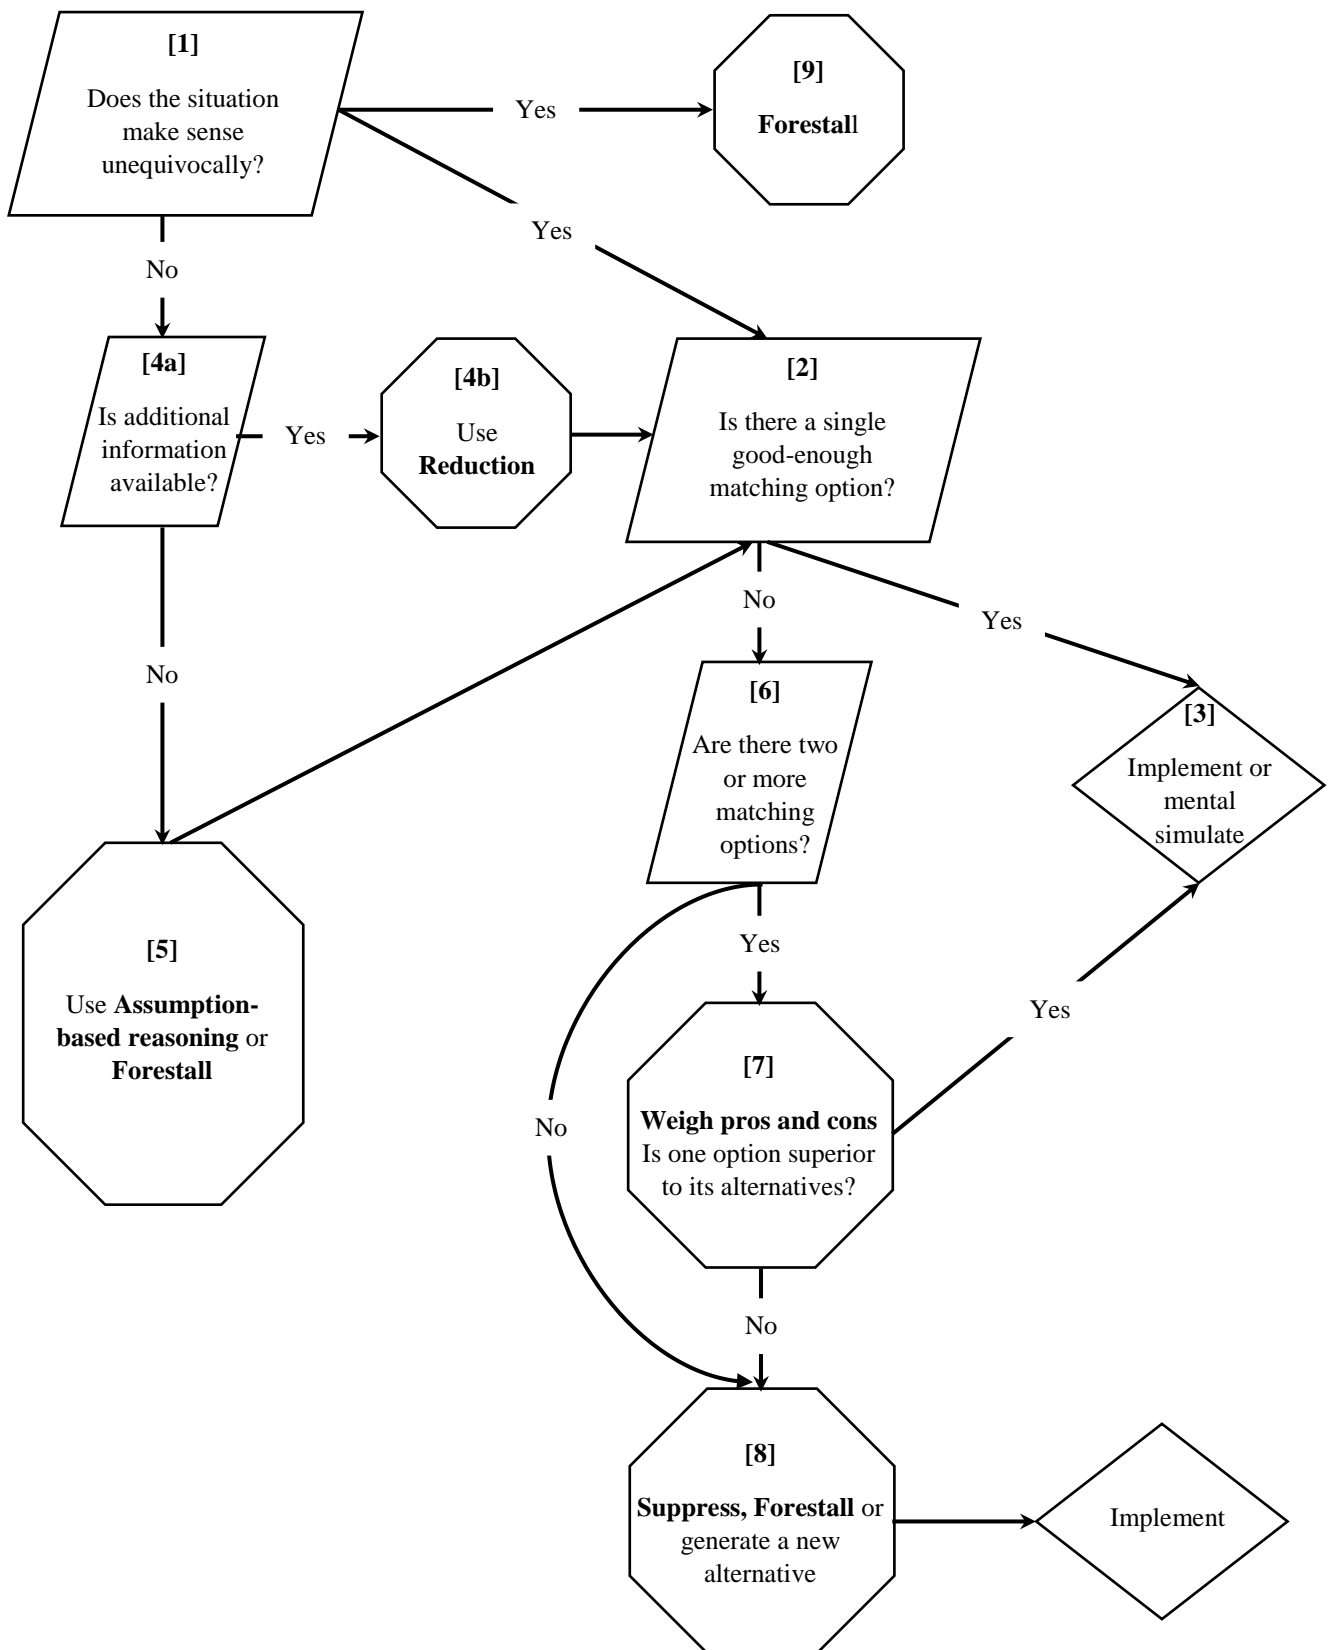 [1]
Does the situation
make sense
unequivocally?
Yes
[9]
Forestall
Yes
No
[4a]
Is additional
information
available?
Yes
[4b]
Use
Reduction
[2]
Is there a single
good-enough
matching option?
No
Yes
No
[6]
Are there two
or more
matching
options?
[3]
Implement or
mental
simulate
[5]
Use Assumption-
based reasoning or
Forestall
Yes
Yes
No
[7]
Weigh pros and cons
Is one option superior
to its alternatives?
No
[8]
Suppress, Forestall or
generate a new
alternative
Implement